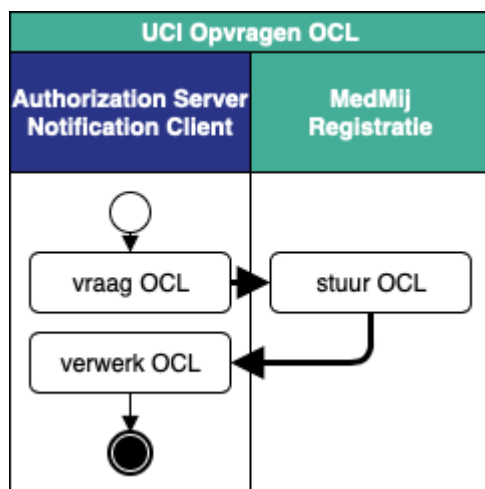 UCI Opvragen OCL
Authorization Server
Notification Client
MedMij
Registratie
vraag OCL
stuur OCL
verwerk OCL